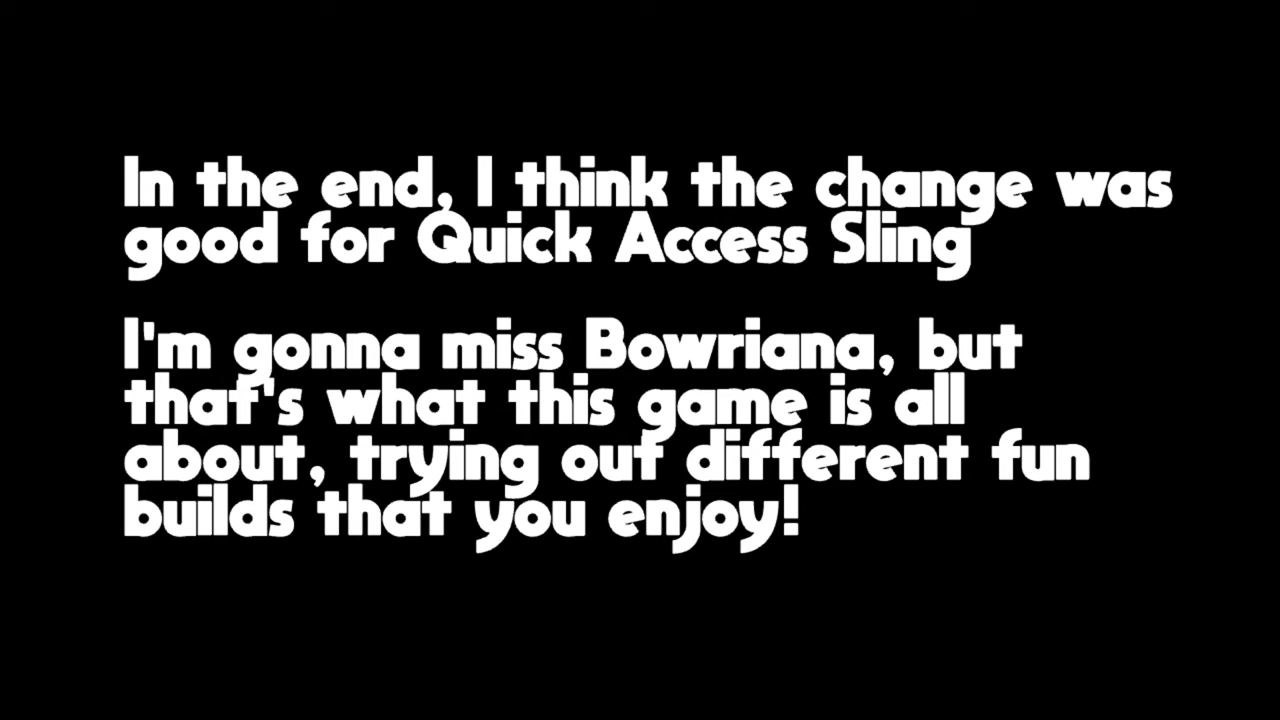 In the end, I think the change was
good for Quick Access Sling
I'm gonna miss Bowriana, but
that's what this game is all
about, trying out different fun
builds that you enjoy!